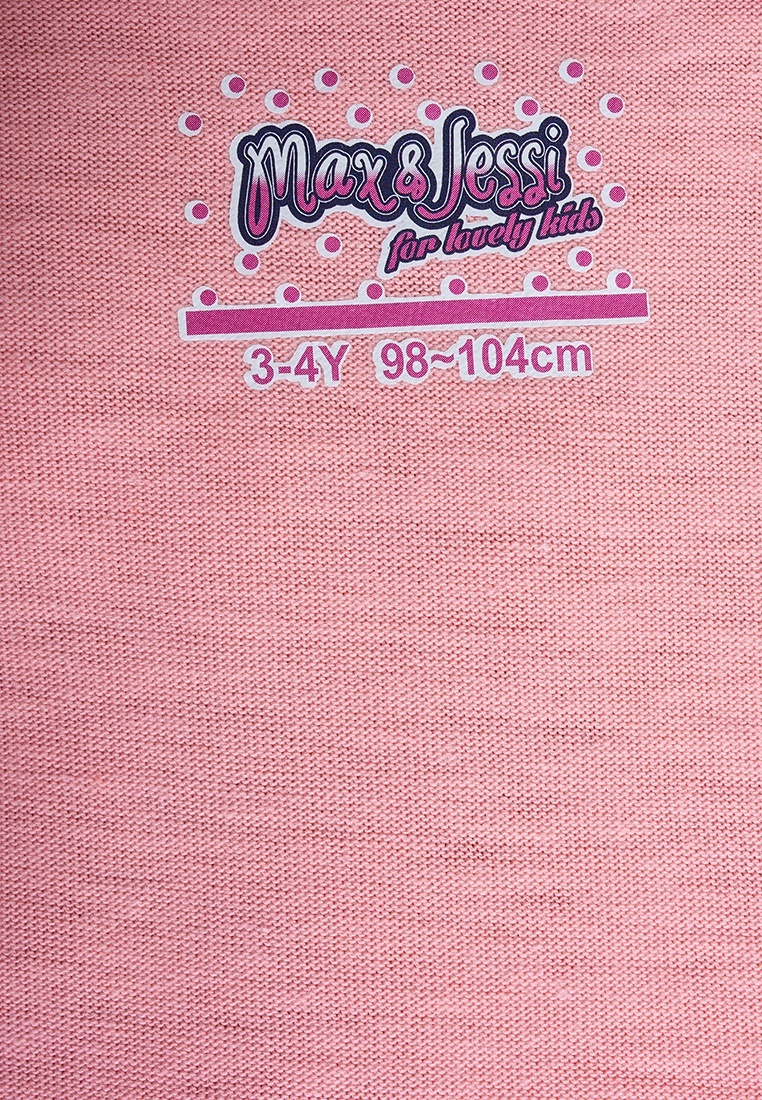 Max & Jessi
for lovely kids
3-4Y 98~104cm